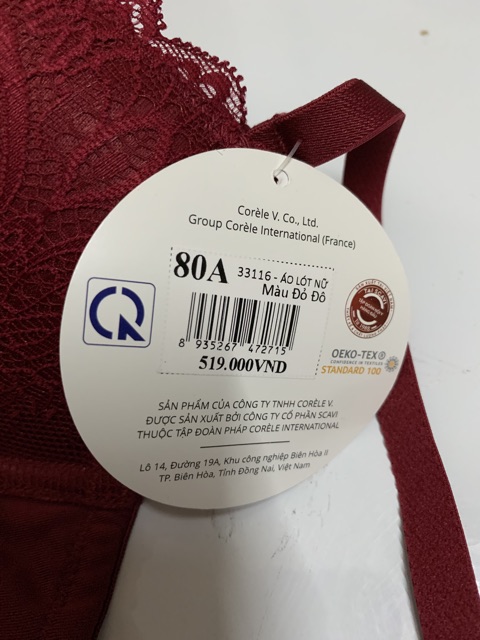 Corèle V. Co., Ltd.
Group Corèle International (France)
80A 33116 - ÁO LÓT NỮ
Màu Đỏ Đô
8 935267 472715
519.000VND
OEKO-TEX®
CONFIDENCE IN TEXTILES
STANDARD 100
SẢN PHẨM CỦA CÔNG TY TNHH CORÈLE V.
ĐƯỢC SẢN XUẤT BỞI CÔNG TY CỔ PHẦN SCAVI
THUỘC TẬP ĐOÀN PHÁP CORÈLE INTERNATIONAL
Lô 14, Đường 19A, Khu công nghiệp Biên Hòa II
TP. Biên Hòa, Tỉnh Đồng Nai, Việt Nam